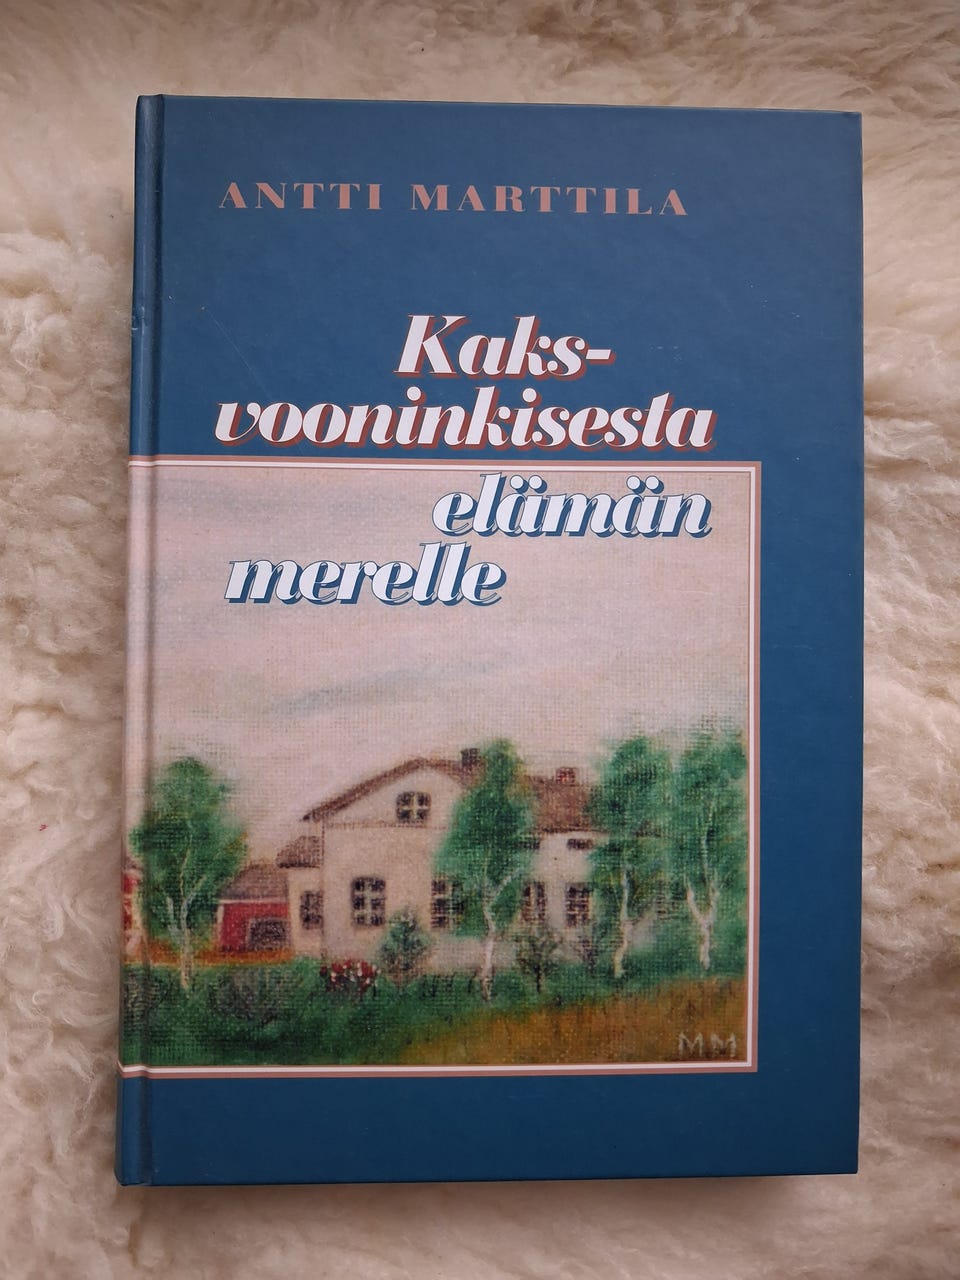 ANTTI MARTTILA
Kaks-
vooninkisesta
elämän
merelle
MM